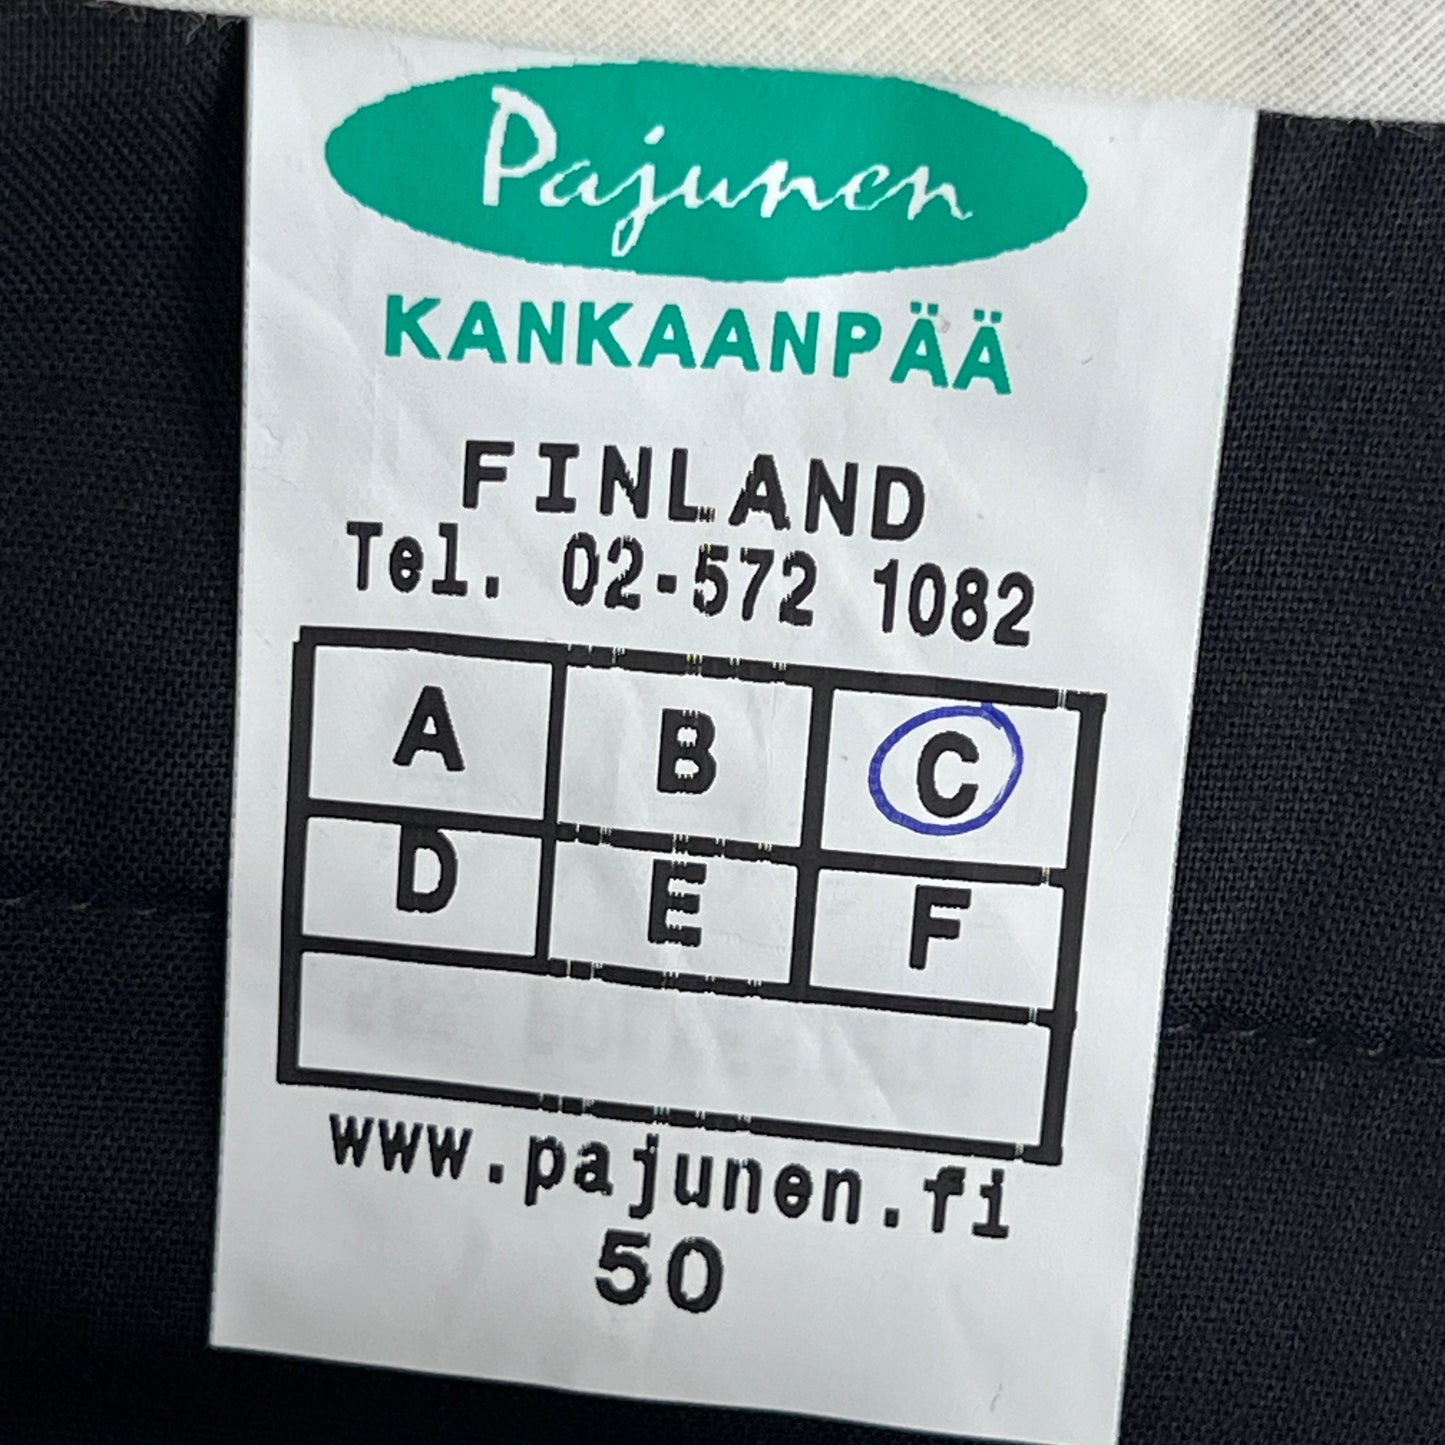 Pajunen
KANKAANPÄÄ
FINLAND
Tel. 02-572 1082
A B C
D E F
www.pajunen.fi
50